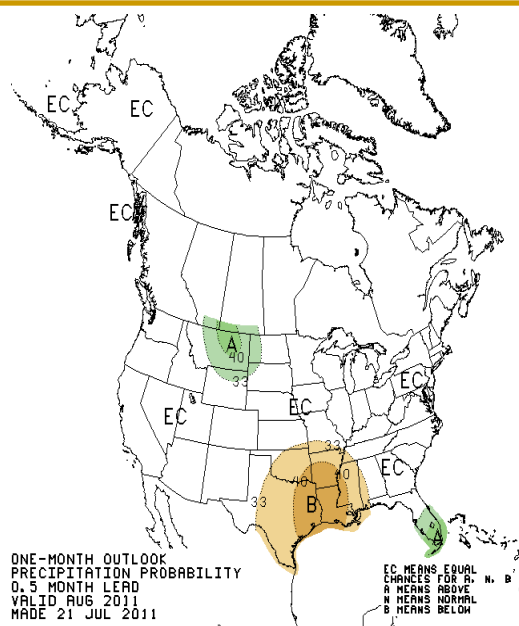 EC
EC
EC
A
40
33
EC
EC
EC
33
EC
40
40
33
B
A
ONE-MONTH OUTLOOK
PRECIPITATION PROBABILITY
0.5 MONTH LEAD
VALID AUG 2011
MADE 21 JUL 2011
EC MEANS EQUAL
CHANCES FOR A, N, B
A MEANS ABOVE
N MEANS NORMAL
B MEANS BELOW